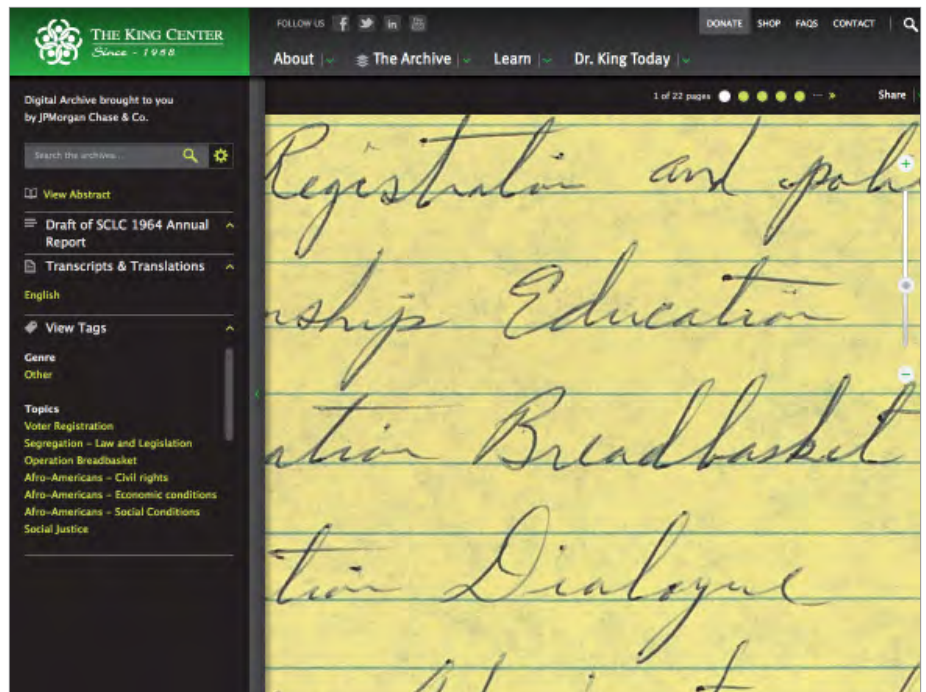 THE KING CENTER
Since - 1968
FOLLOW US
DONATE SHOP FAQS CONTACT
About The Archive Learn Dr. King Today
Digital Archive brought to you
by JPMorgan Chase & Co.
1 of 22 pages
Share
Search the archives...
View Abstract
Draft of SCLC 1964 Annual
Report
Transcripts & Translations
English
View Tags
Genre
Other
Topics
Voter Registration
Segregation - Law and Legislation
Operation Breadbasket
Afro-Americans - Civil rights
Afro-Americans - Economic conditions
Afro-Americans - Social Conditions
Social Justice
Registration and pol
nship Education
ation Breadbasket
tion Dialogue